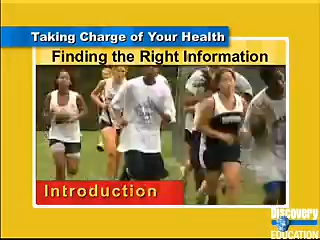 Taking Charge of Your Health
Finding the Right Information
Introduction
Discovery
EDUCATION